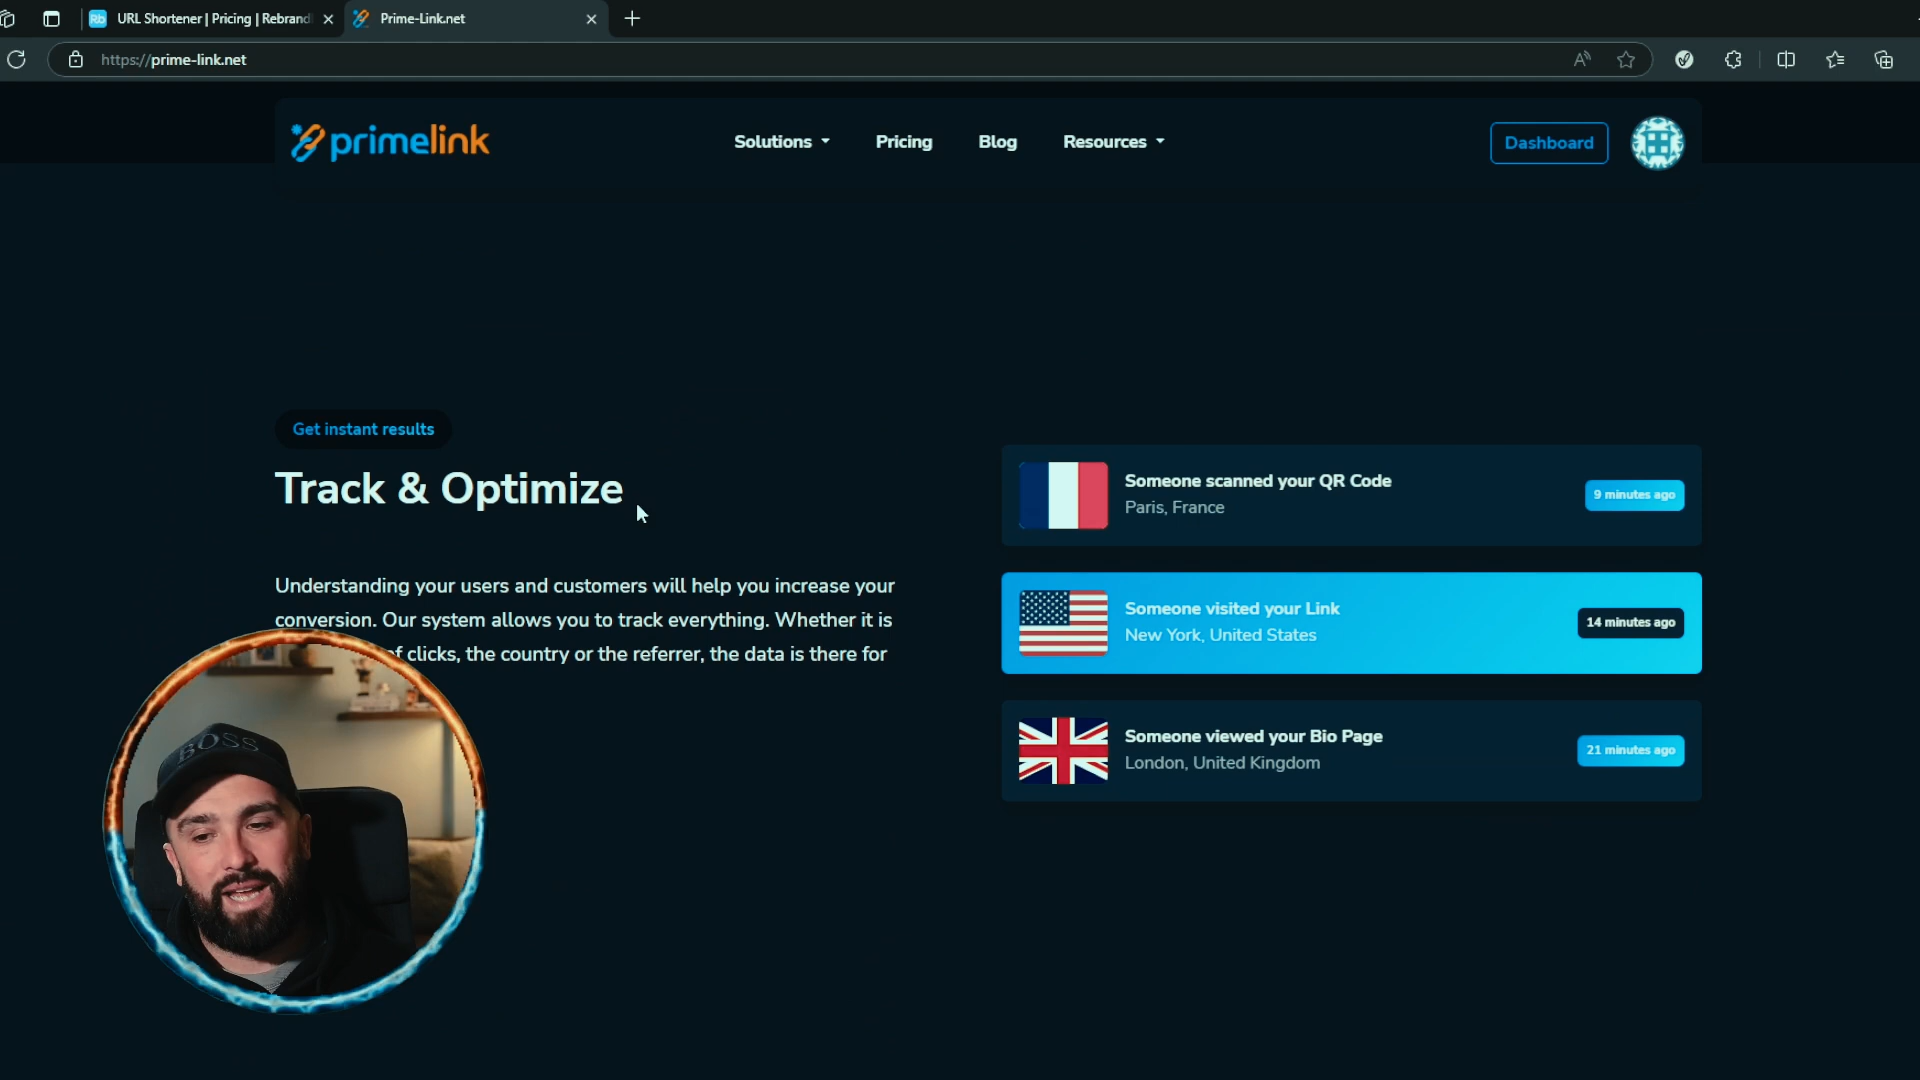 URL Shortener | Pricing | Rebrand
Prime-Link.net
https://prime-link.net
primelink
Solutions
Pricing
Blog
Resources
Dashboard
Get instant results
Track & Optimize
Understanding your users and customers will help you increase your
conversion. Our system allows you to track everything. Whether it is
of clicks, the country or the referrer, the data is there for
Someone scanned your QR Code
Paris, France
9 minutes ago
Someone visited your Link
New York, United States
14 minutes ago
Someone viewed your Bio Page
London, United Kingdom
21 minutes ago
BOSS